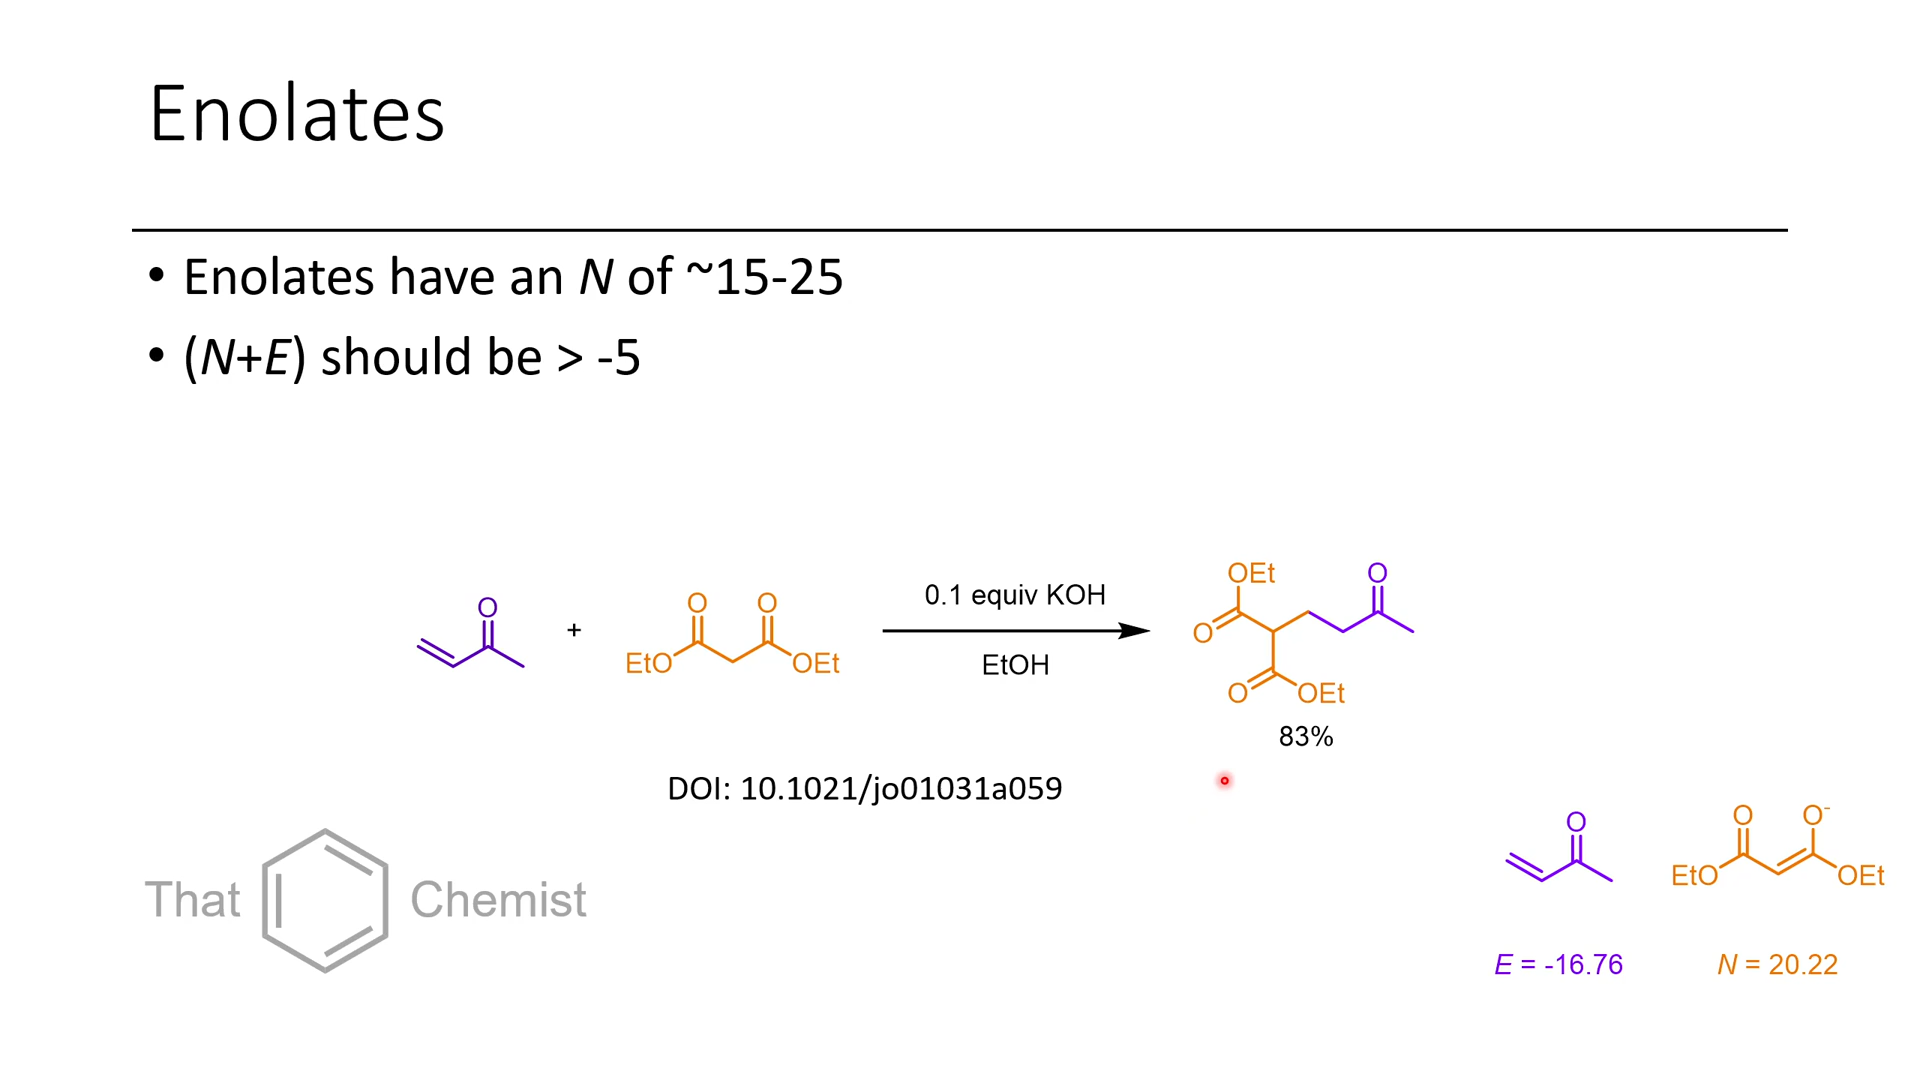 Enolates
• Enolates have an N of ~15-25
• (N+E) should be > -5
O
+
O O
EtO OEt
0.1 equiv KOH
EtOH
OEt
O
O
O
OEt
83%
DOI: 10.1021/jo01031a059
That Chemist
O
O O-
EtO OEt
E = -16.76
N = 20.22